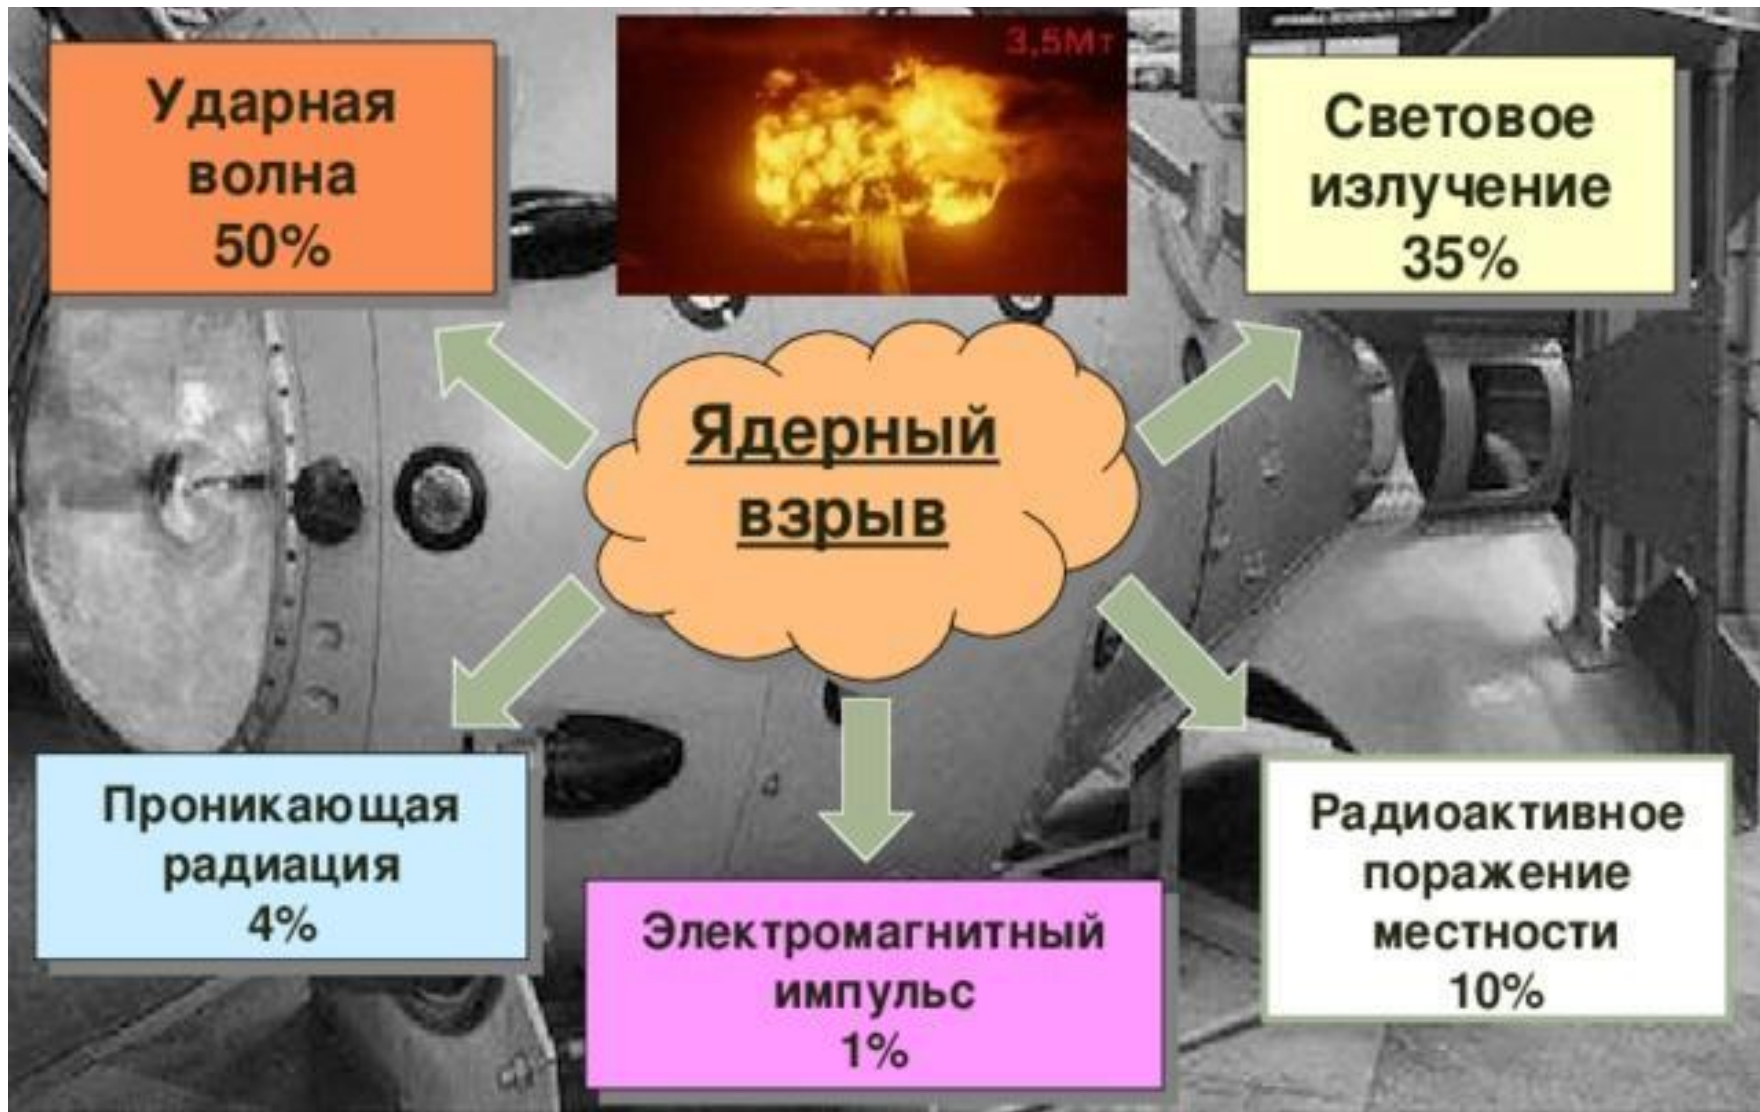 Ударная
волна
50%
3,5Мт
Световое
излучение
35%
Ядерный
взрыв
Проникающая
радиация
4%
Электромагнитный
импульс
1%
Радиоактивное
поражение
местности
10%